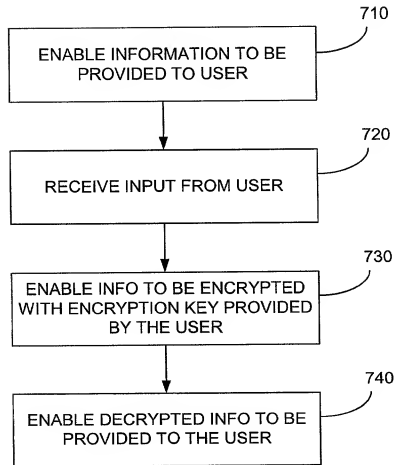 710
ENABLE INFORMATION TO BE
PROVIDED TO USER
720
RECEIVE INPUT FROM USER
730
ENABLE INFO TO BE ENCRYPTED
WITH ENCRYPTION KEY PROVIDED
BY THE USER
740
ENABLE DECRYPTED INFO TO BE
PROVIDED TO THE USER